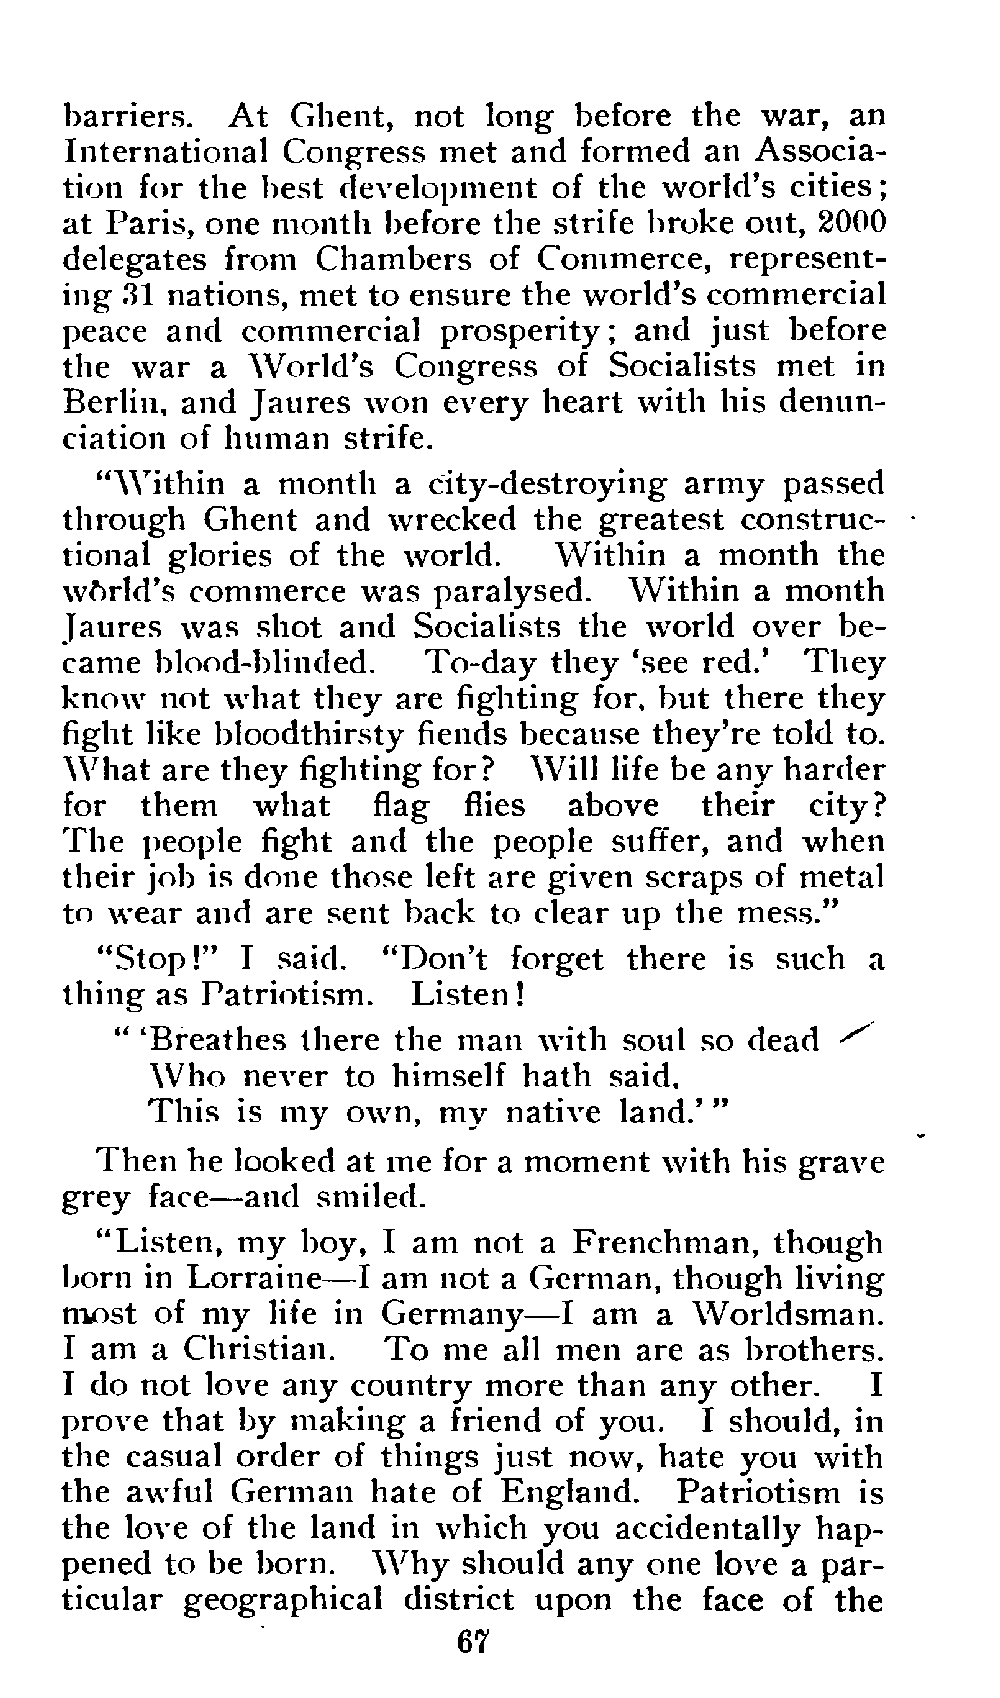 barriers. At Ghent, not long before the war, an
International Congress met and formed an Associa-
tion for the best development of the world's cities;
at Paris, one month before the strife broke out, 2000
delegates from Chambers of Commerce, represent-
ing 31 nations, met to ensure the world's commercial
peace and commercial prosperity; and just before
the war a World's Congress of Socialists met in
Berlin, and Jaures won every heart with his denun-
ciation of human strife.
“Within a month a city-destroying army passed
through Ghent and wrecked the greatest construc-
tional glories of the world. Within a month the
world's commerce was paralysed. Within a month
Jaures was shot and Socialists the world over be-
came blood-blinded. To-day they ‘see red.’ They
know not what they are fighting for, but there they
fight like bloodthirsty fiends because they're told to.
What are they fighting for? Will life be any harder
for them what flag flies above their city?
The people fight and the people suffer, and when
their job is done those left are given scraps of metal
to wear and are sent back to clear up the mess.”
“Stop!” I said. “Don't forget there is such a
thing as Patriotism. Listen!
“ ‘Breathes there the man with soul so dead
Who never to himself hath said,
This is my own, my native land.’ ”
Then he looked at me for a moment with his grave
grey face—and smiled.
“Listen, my boy, I am not a Frenchman, though
born in Lorraine—I am not a German, though living
most of my life in Germany—I am a Worldsman.
I am a Christian. To me all men are as brothers.
I do not love any country more than any other. I
prove that by making a friend of you. I should, in
the casual order of things just now, hate you with
the awful German hate of England. Patriotism is
the love of the land in which you accidentally hap-
pened to be born. Why should any one love a par-
ticular geographical district upon the face of the
67